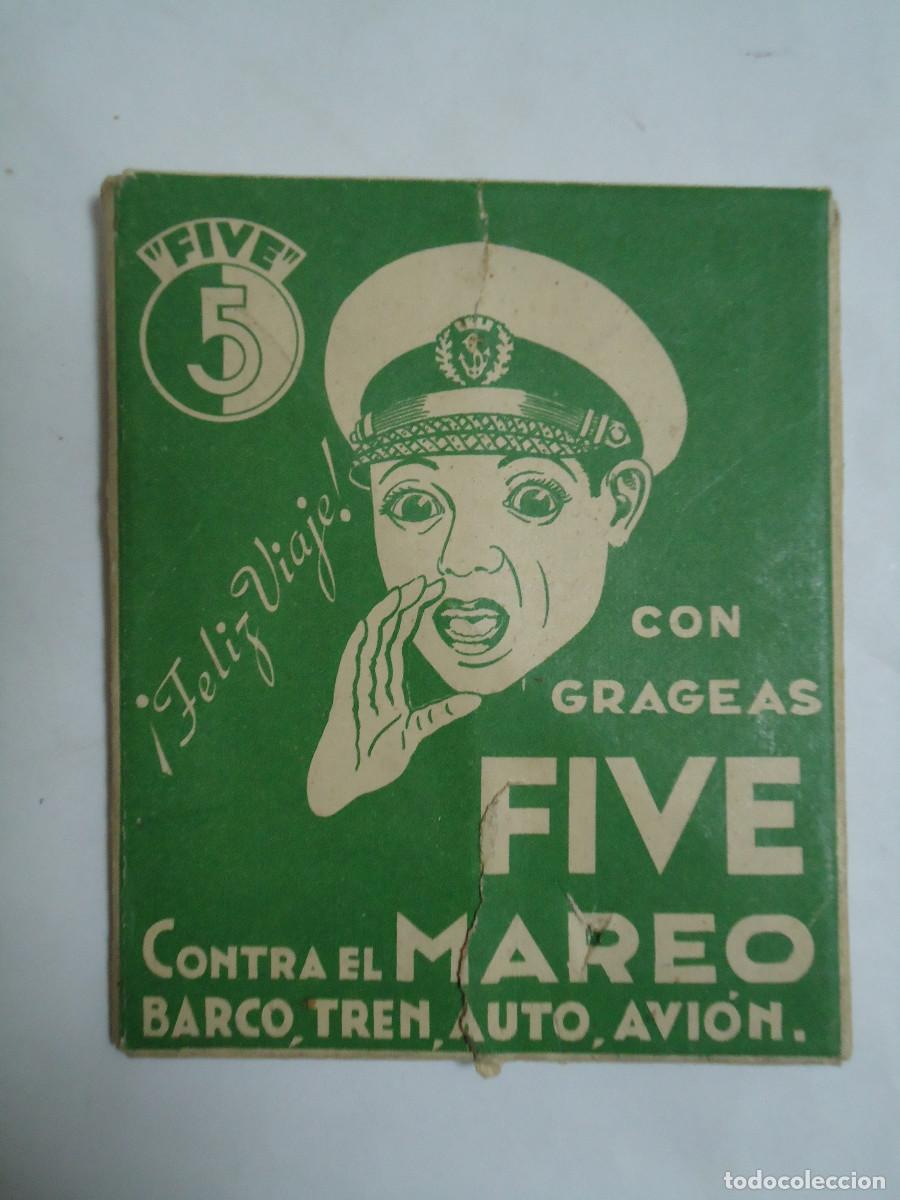 "FIVE"
5
¡Feliz Viaje!
CON
GRAGEAS
FIVE
CONTRA EL MAREO
BARCO, TREN, AUTO, AVIÓN.
todocoleccion